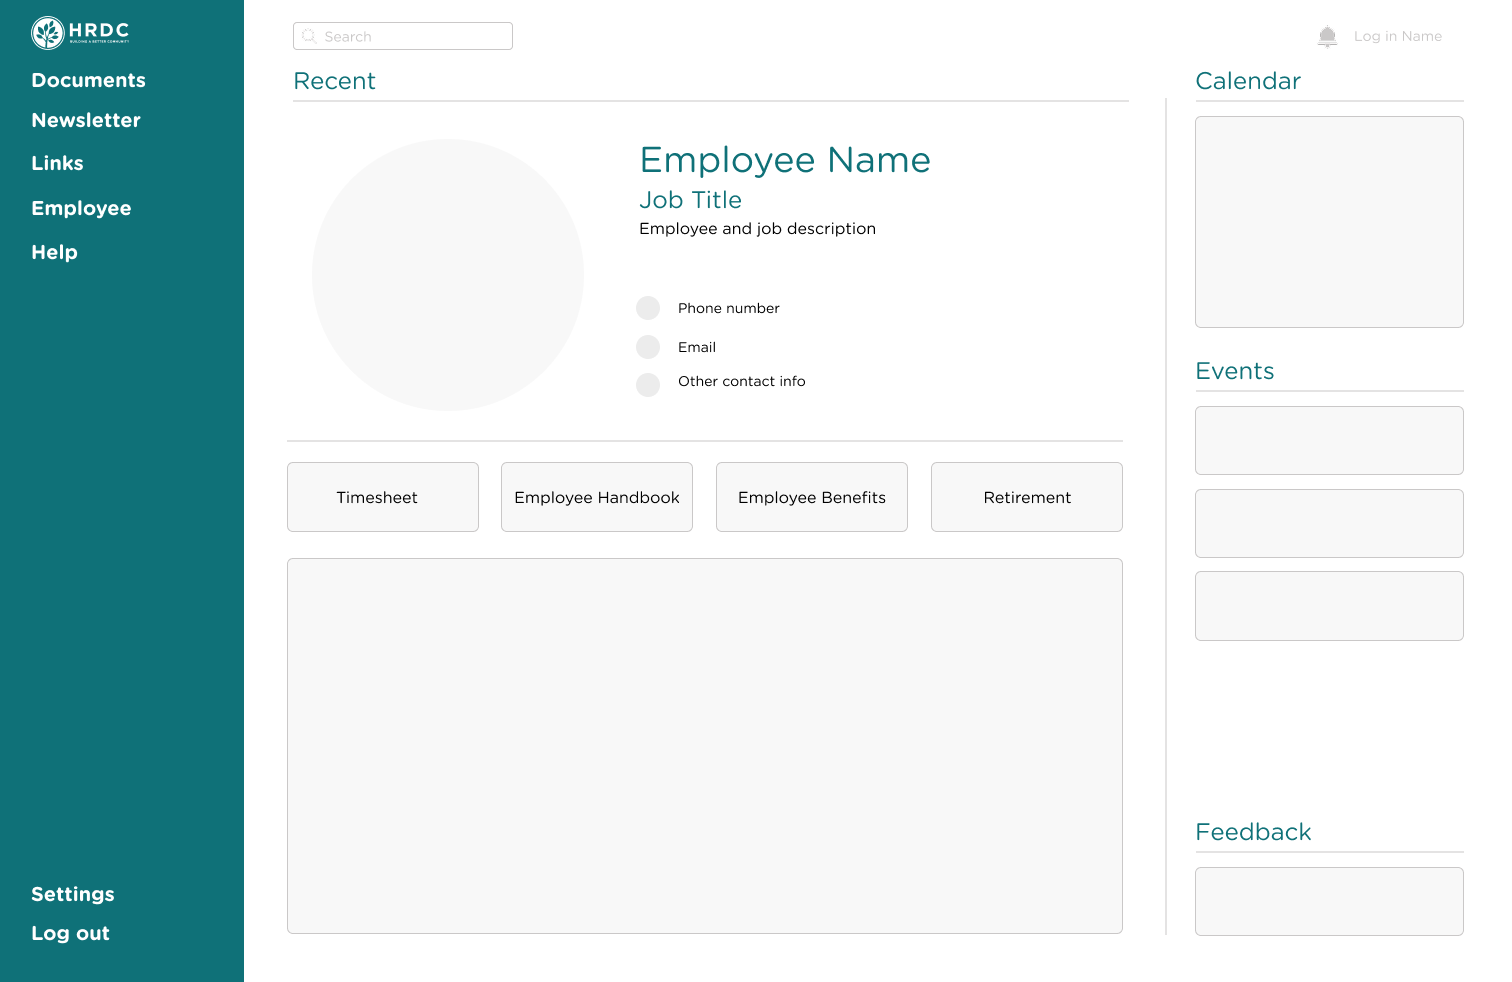 HRDC
BUILDING A BETTER COMMUNITY
Documents
Newsletter
Links
Employee
Help
Settings
Log out
Search
Log in Name
Recent
Employee Name
Job Title
Employee and job description
Phone number
Email
Other contact info
Timesheet
Employee Handbook
Employee Benefits
Retirement
Calendar
Events
Feedback